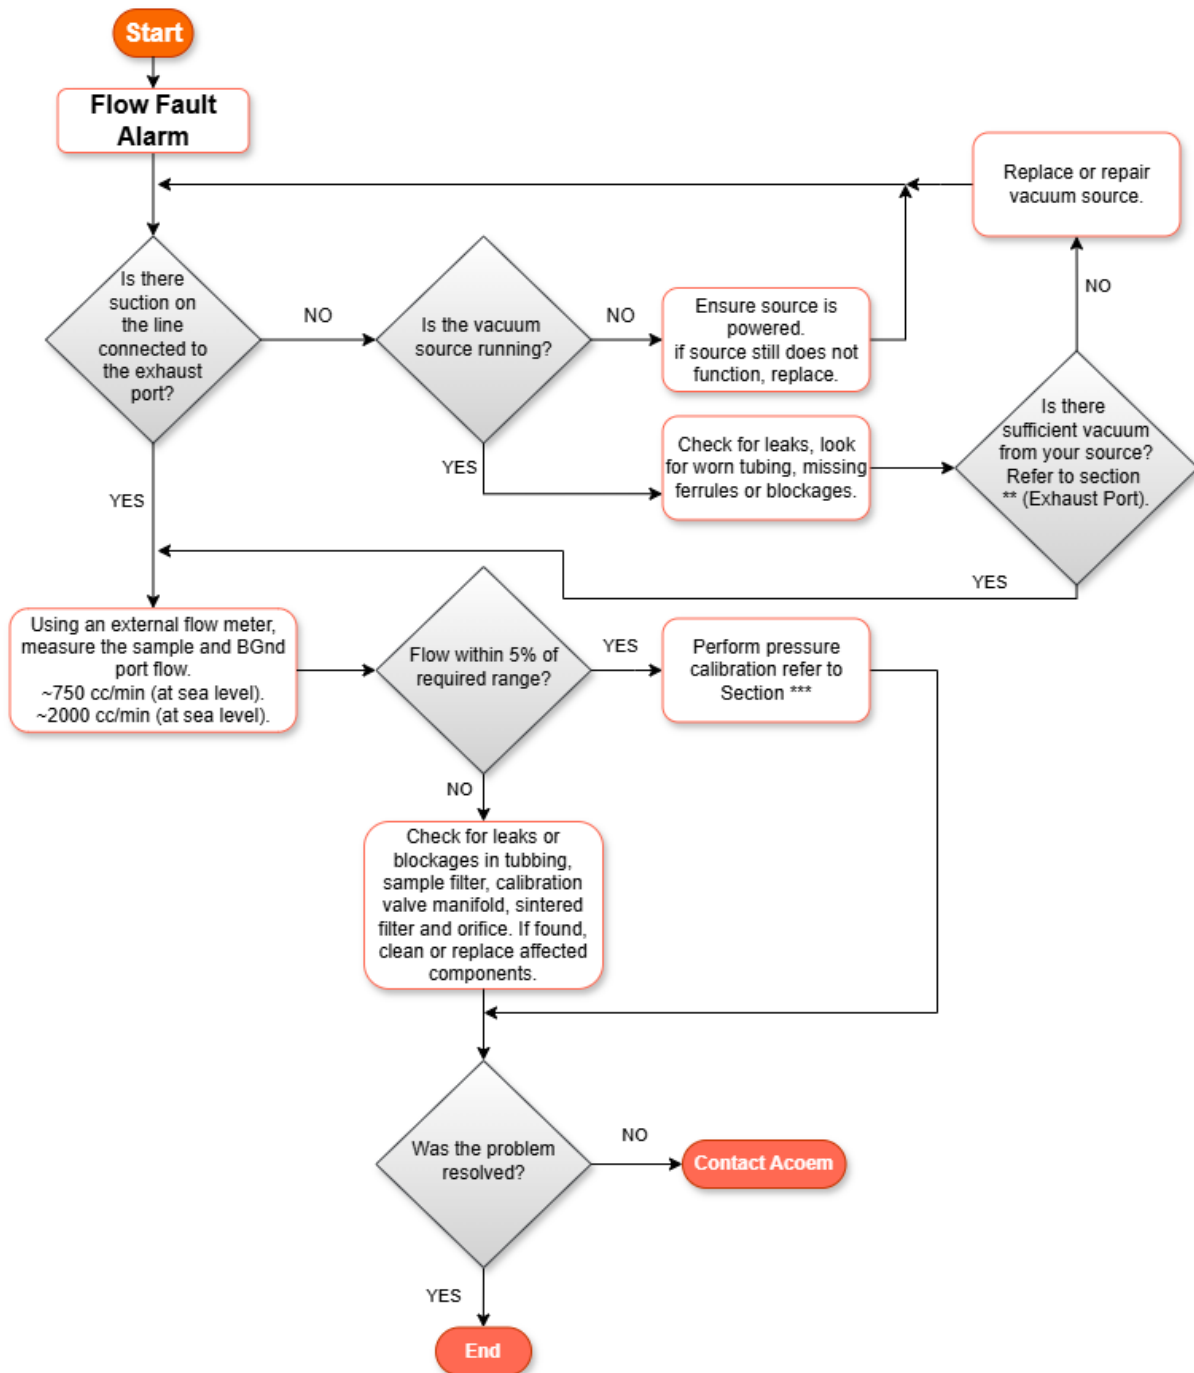 Start
Flow Fault
Alarm
Replace or repair
vacuum source.
Is there
suction on
the line
connected to
the exhaust
port?
NO
Is the vacuum
source running?
NO
Ensure source is
powered.
if source still does not
function, replace.
NO
Is there
sufficient vacuum
from your source?
Refer to section
** (Exhaust Port).
YES
Check for leaks, look
for worn tubing, missing
ferrules or blockages.
YES
YES
Using an external flow meter,
measure the sample and BGnd
port flow.
~750 cc/min (at sea level).
~2000 cc/min (at sea level).
Flow within 5% of
required range?
YES
Perform pressure
calibration refer to
Section ***
NO
Check for leaks or
blockages in tubbing,
sample filter, calibration
valve manifold, sintered
filter and orifice. If found,
clean or replace affected
components.
Was the problem
resolved?
NO
Contact Acoem
YES
End